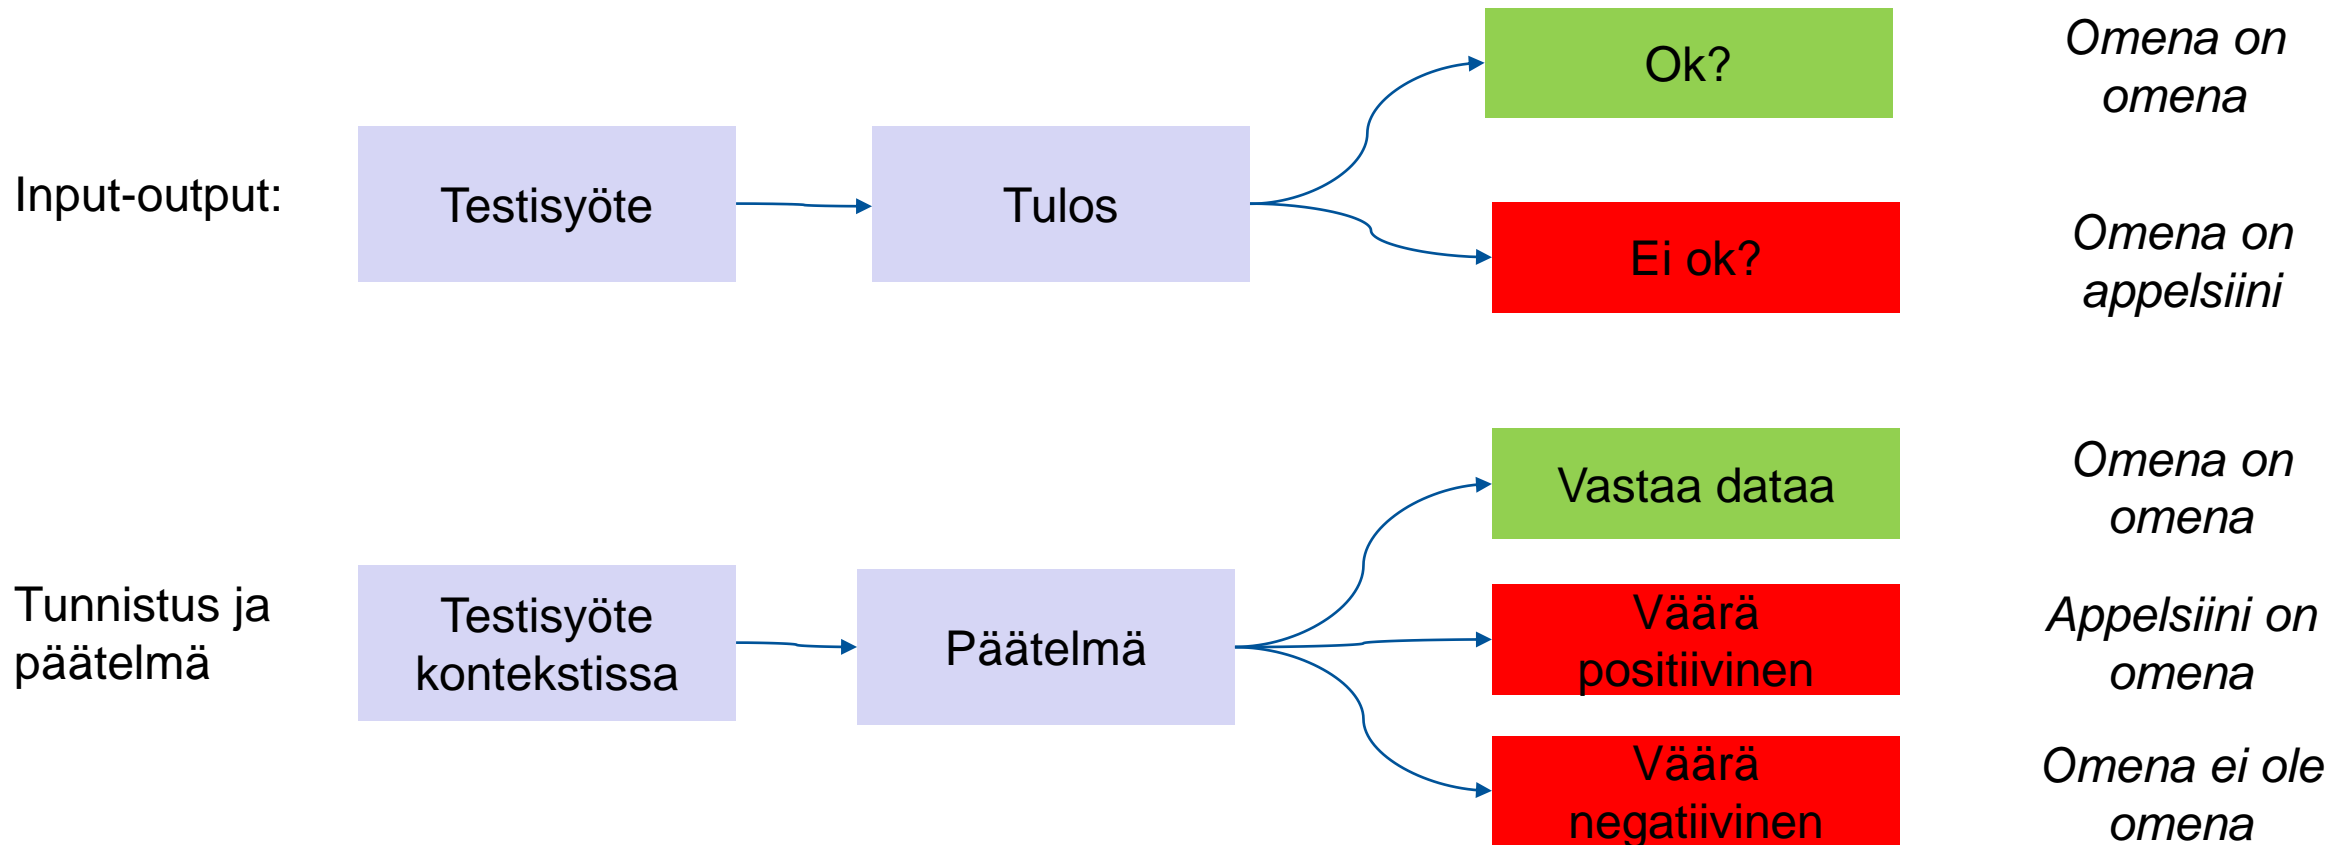 Input-output:
Testisyöte
Tulos
Ok?
Omena on
omena
Ei ok?
Omena on
appelsiini
Tunnistus ja
päätelmä
Testisyöte
kontekstissa
Päätelmä
Vastaa dataa
Omena on
omena
Väärä
positiivinen
Appelsiini on
omena
Väärä
negatiivinen
Omena ei ole
omena